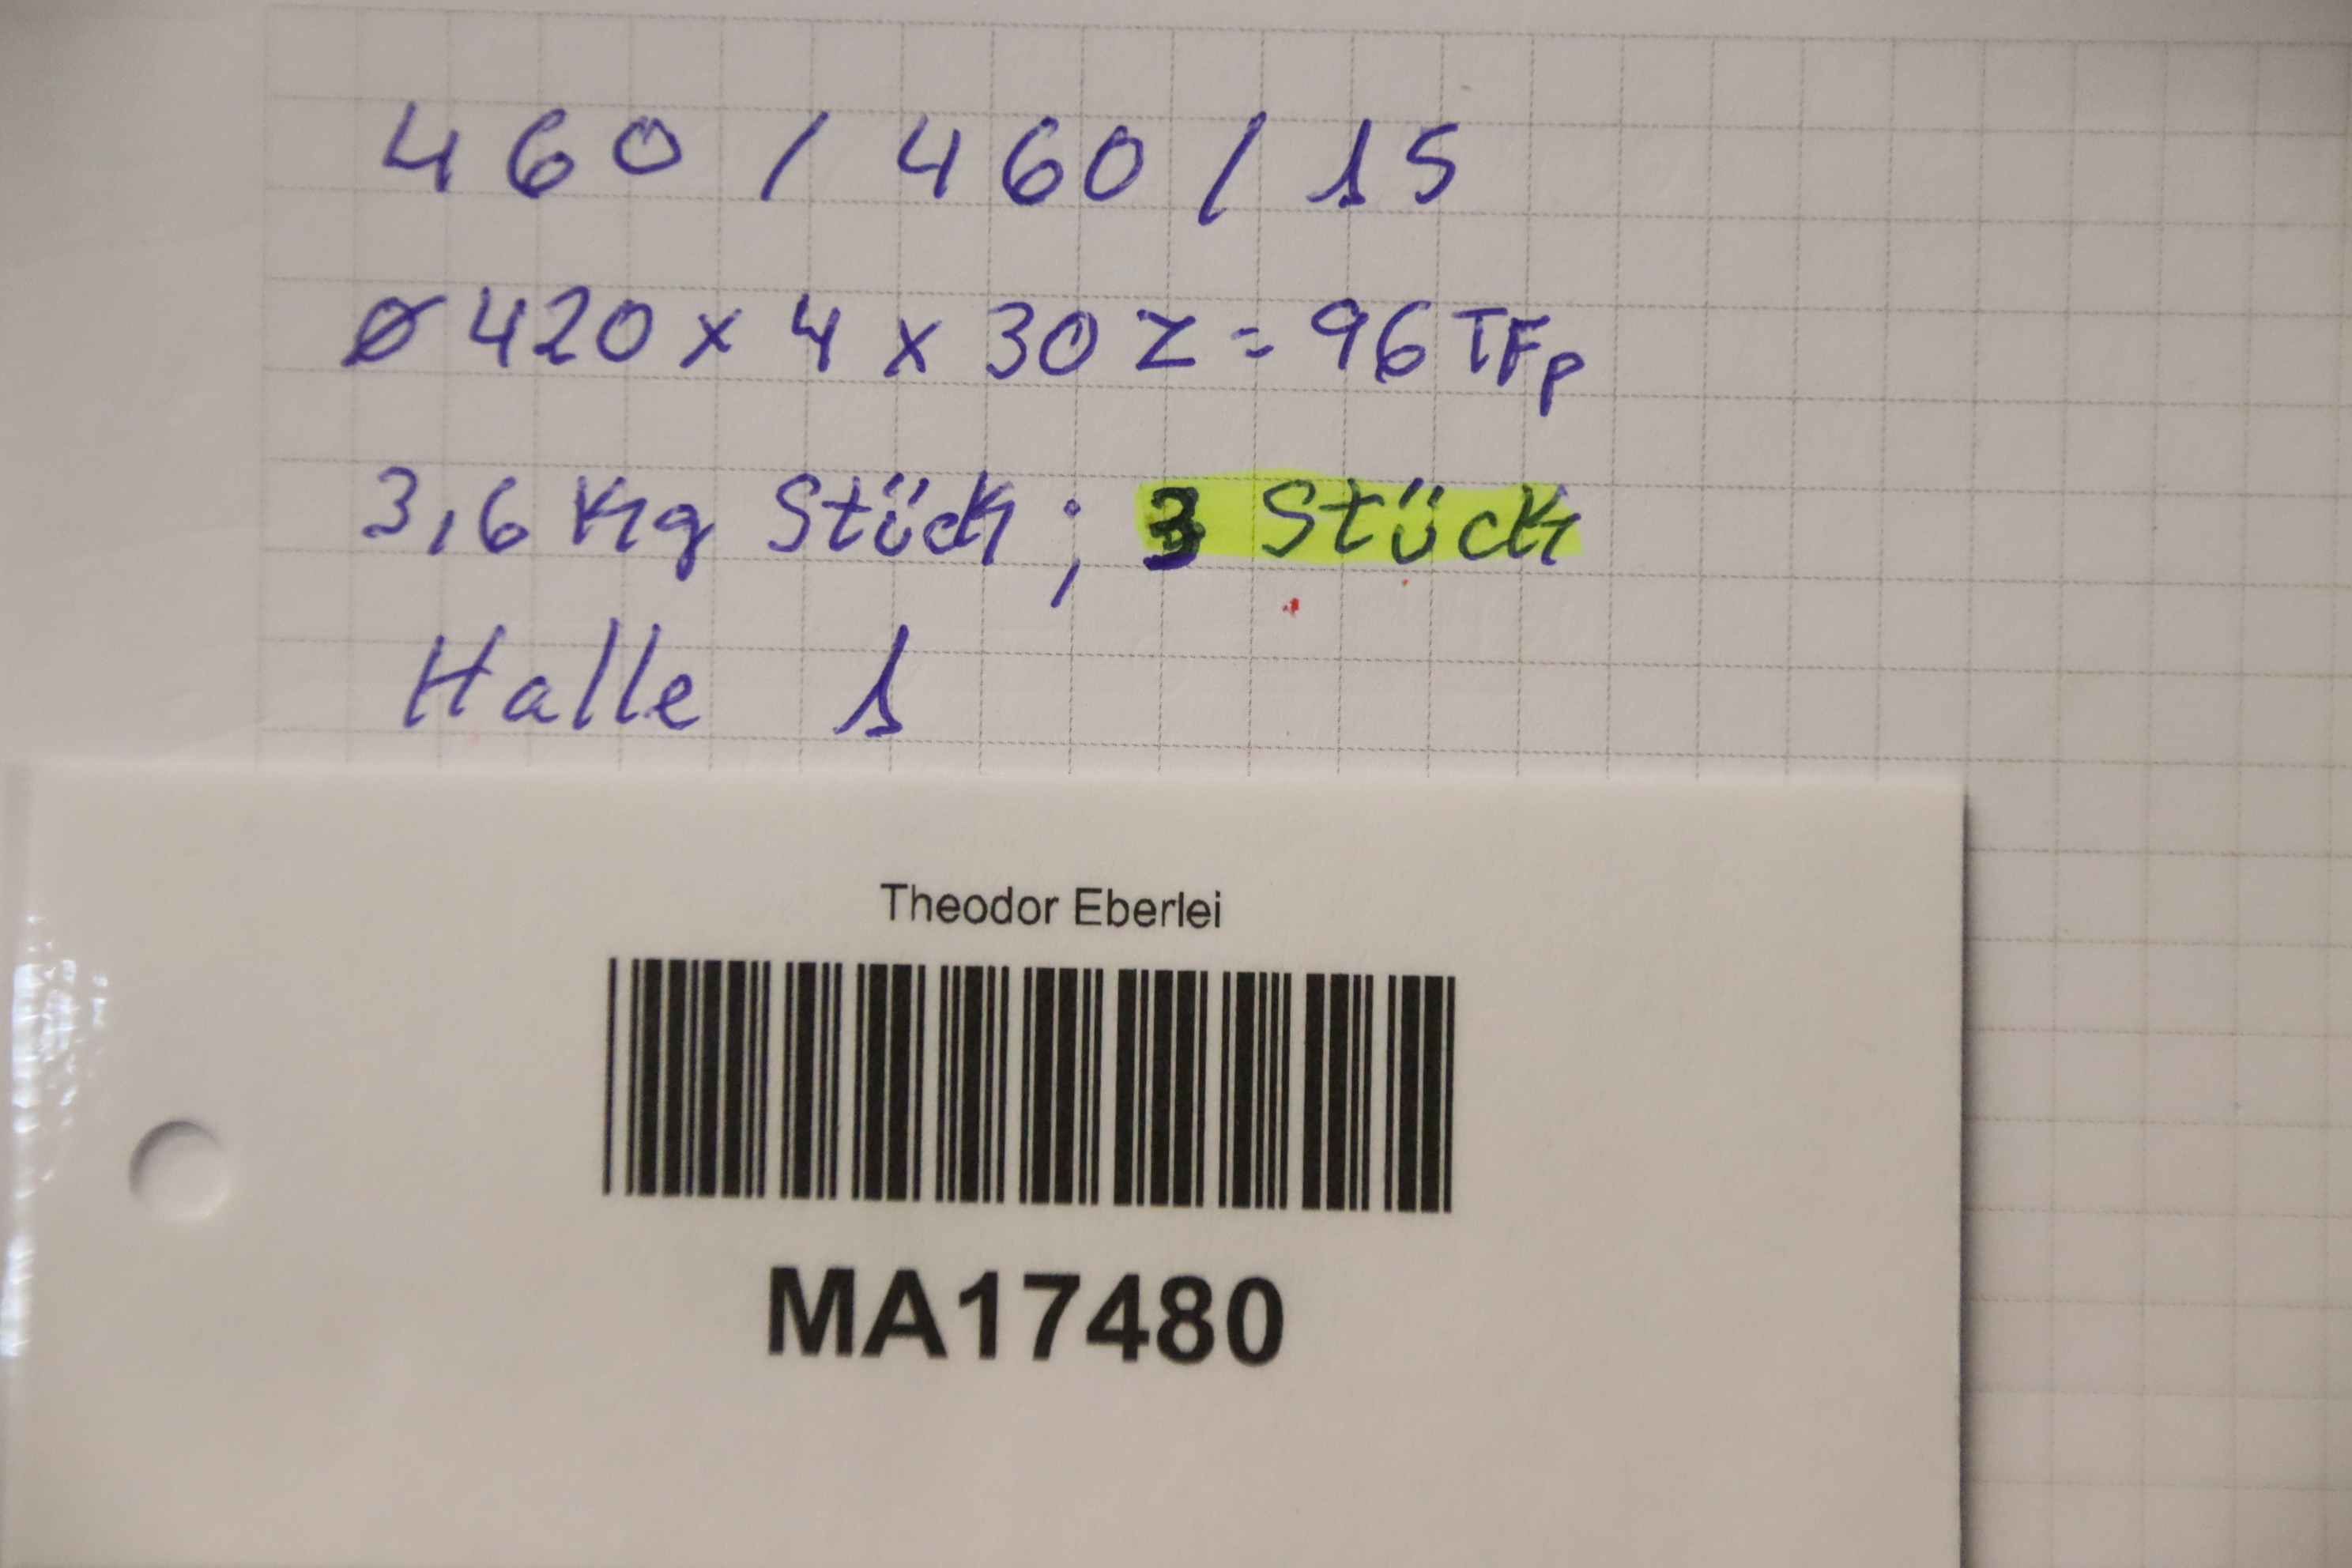 460 / 460 / 15
Ø 420 x 4 x 30 Z = 96 TFp
3,6 Kg Stück ; 3 Stück
Halle 1
Theodor Eberlei
MA17480